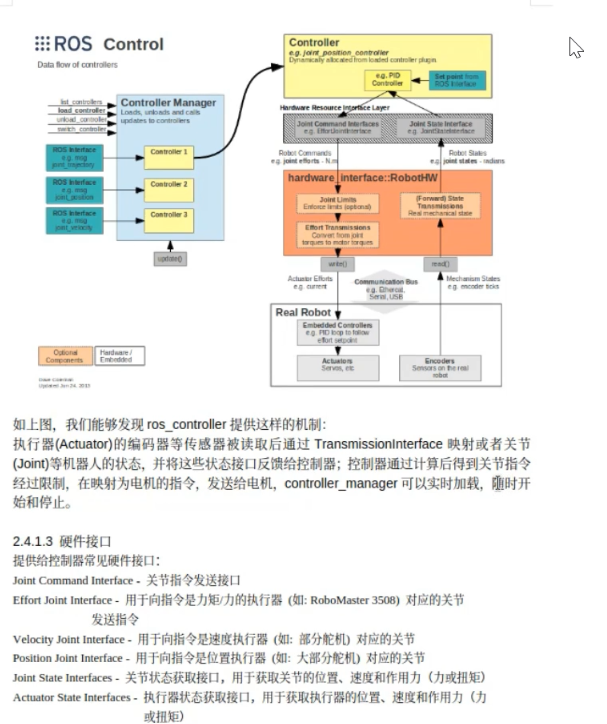 ROS Control
Data flow of controllers
Controller
e.g. joint_position_controller
Dynamically allocated from loaded controller plugin
e.g. PID
Controller
Set point from
ROS Interface
list_controllers
load_controller
unload_controller
switch_controller
Controller Manager
Loads, unloads and calls
updates to controllers
ROS Interface
e.g. msg
joint_trajectory
Controller 1
ROS Interface
e.g. msg
joint_position
Controller 2
ROS Interface
e.g. msg
joint_velocity
Controller 3
update()
Hardware Resource Interface Layer
Joint Command Interfaces
e.g. EffortJointInterface
Joint State Interface
e.g. JointStateInterface
Robot Commands
e.g. joint efforts - N.m
Robot States
e.g. joint states - radians
hardware_interface::RobotHW
Joint Limits
Enforce limits (optional)
(Forward) State
Transmissions
Real mechanical state
Effort Transmissions
Convert from joint
torques to motor torques
write()
read()
Actuator Efforts
e.g. current
Communication Bus
e.g. Ethercat,
Serial, USB
Mechanism States
e.g. encoder ticks
Real Robot
Embedded Controllers
e.g. PID loop to follow
effort setpoint
Actuators
Servos, etc
Encoders
Sensors on the real
robot
Optional
Components
Hardware /
Embedded
Dave Coleman
Updated Jun 24, 2013
如上图，我们能够发现 ros_controller 提供这样的机制：
执行器(Actuator)的编码器等传感器被读取后通过 TransmissionInterface 映射或者关节
(Joint)等机器人的状态，并将这些状态接口反馈给控制器；控制器通过计算后得到关节指令
经过限制，在映射为电机的指令，发送给电机，controller_manager 可以实时加载，随时开
始和停止。
2.4.1.3 硬件接口
提供给控制器常见硬件接口：
Joint Command Interface - 关节指令发送接口
Effort Joint Interface - 用于向指令是力矩/力的执行器 (如: RoboMaster 3508) 对应的关节
发送指令
Velocity Joint Interface - 用于向指令是速度执行器 (如: 部分舵机) 对应的关节
Position Joint Interface - 用于向指令是位置执行器 (如: 大部分舵机) 对应的关节
Joint State Interfaces - 关节状态获取接口，用于获取关节的位置、速度和作用力（力或扭矩）
Actuator State Interfaces - 执行器状态获取接口，用于获取执行器的位置、速度和作用力（力
或扭矩）